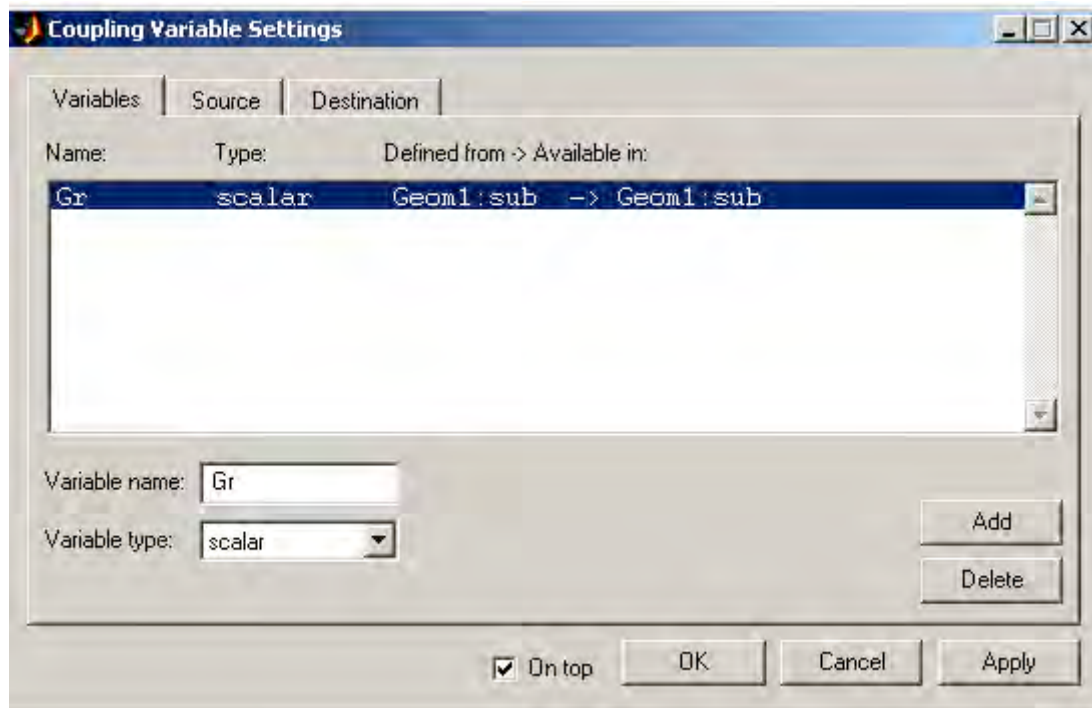 Coupling Variable Settings
Variables Source Destination
Name: Type: Defined from -> Available in:
Gr scalar Geom1:sub -> Geom1:sub
Variable name: Gr
Variable type: scalar
Add
Delete
On top OK Cancel Apply